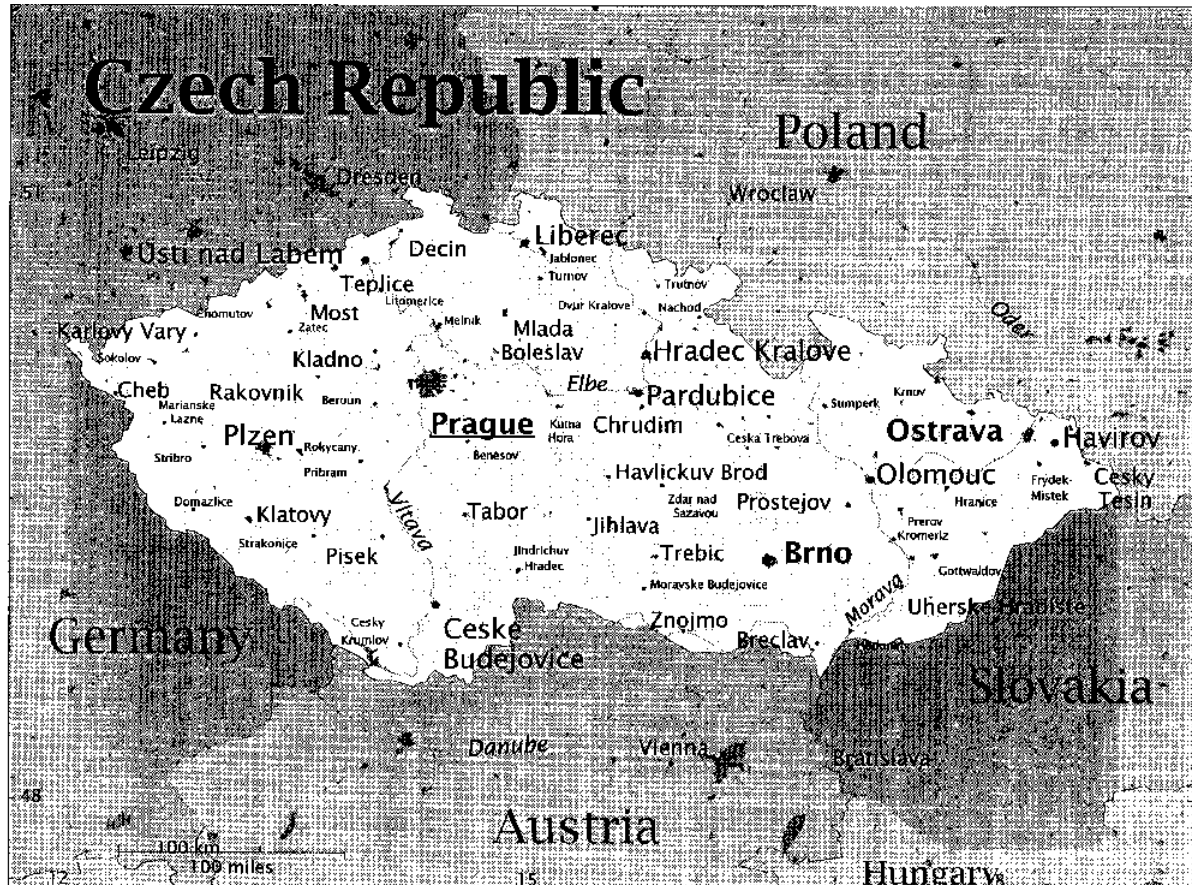 Czech Republic
Poland
Leipzig
51
Dresden
Wroclaw
Usti nad Labem
Decin
Liberec
Jablonec
Turnov
Teplice
Litomerice
Trutnov
Chomutov
Most
Dvur Kralove
Nachod
Oder
Karlovy Vary
Zatec
Melnik
Mlada
Boleslav
Sokolov
Kladno
Hradec Kralove
Cheb
Rakovnik
Beroun
Elbe
Pardubice
Krnov
Marianske
Lazne
Sumperk
Plzen
Rokycany
Prague
Kutna
Hora
Chrudim
Ceska Trebova
Ostrava
Havirov
Stribro
Pribram
Benesov
Havlickuv Brod
Olomouc
Frydek-
Mistek
Cesky
Tesin
Domazlice
Klatovy
Vltava
Tabor
Zdar nad
Sazavou
Prostejov
Hranice
Jihlava
Prerov
Kromeriz
Strakonice
Pisek
Jindrichuv
Hradec
Trebic
Brno
Moravske Budejovice
Gottwaldov
Morava
Uherske Hradiste
Germany
Cesky
Krumlov
Ceske
Budejovice
Znojmo
Breclav
Slovakia
Danube
Vienna
Bratislava
48
Austria
100 km
100 miles
12
15
Hungary